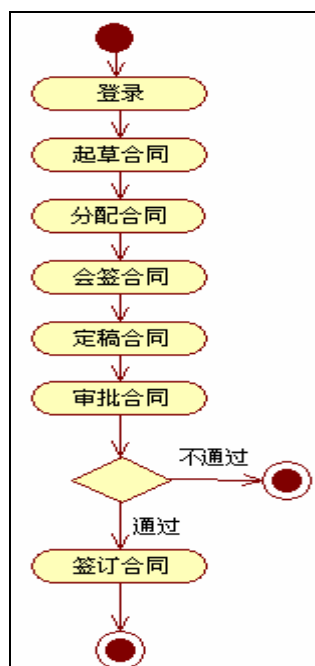 登录
起草合同
分配合同
会签合同
定稿合同
审批合同
不通过
通过
签订合同